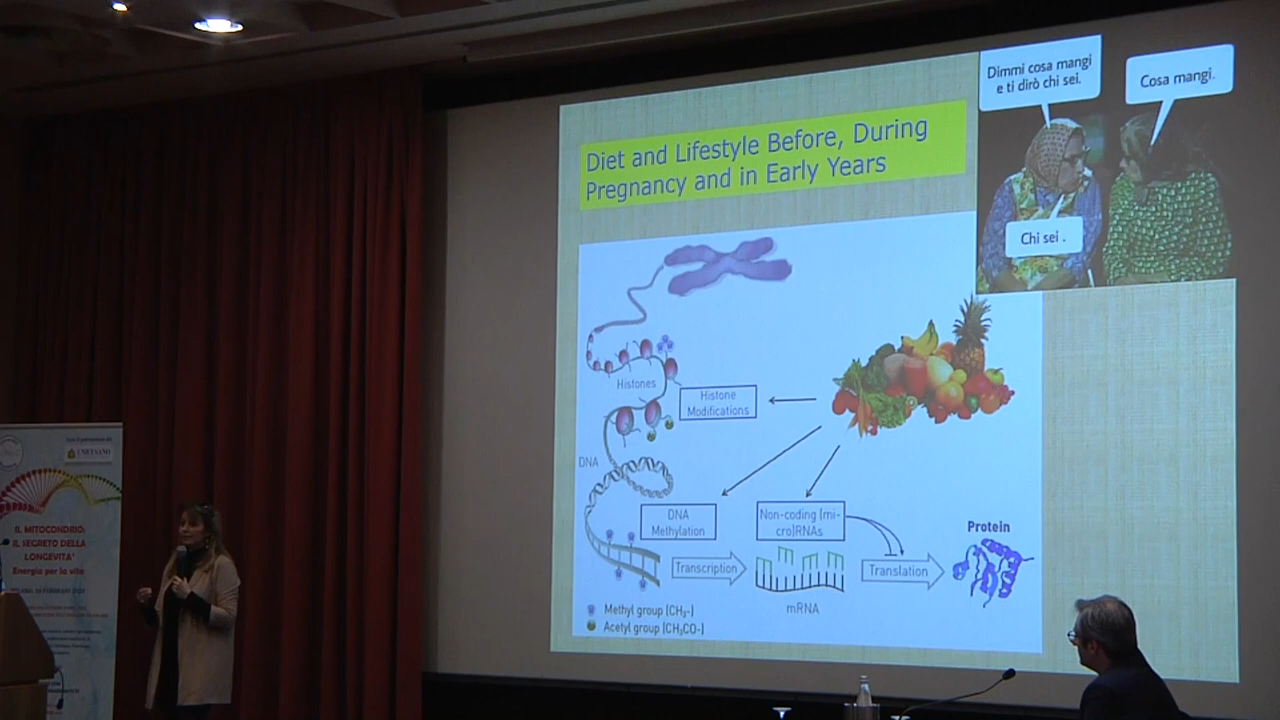 Dimmi cosa mangi
e ti dirò chi sei.
Cosa mangi.
Chi sei .
Diet and Lifestyle Before, During
Pregnancy and in Early Years
Histones
Histone
Modifications
DNA
DNA
Methylation
Non-coding (mi-
cro)RNAs
Protein
Transcription
Translation
mRNA
Methyl group (CH₃-)
Acetyl group (CH₃CO-)
IL MITOCONDRIO:
IL SEGRETO DELLA
LONGEVITA'
Energia per la vita